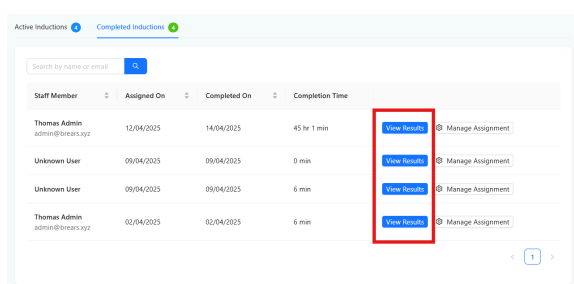 Active Inductions 4 Completed Inductions 4
Search by name or email
Staff Member Assigned On Completed On Completion Time
Thomas Admin
admin@brears.xyz
12/04/2025 14/04/2025 45 hr 1 min View Results Manage Assignment
Unknown User 09/04/2025 09/04/2025 0 min View Results Manage Assignment
Unknown User 09/04/2025 09/04/2025 6 min View Results Manage Assignment
Thomas Admin
admin@brears.xyz
02/04/2025 02/04/2025 6 min View Results Manage Assignment
< 1 >